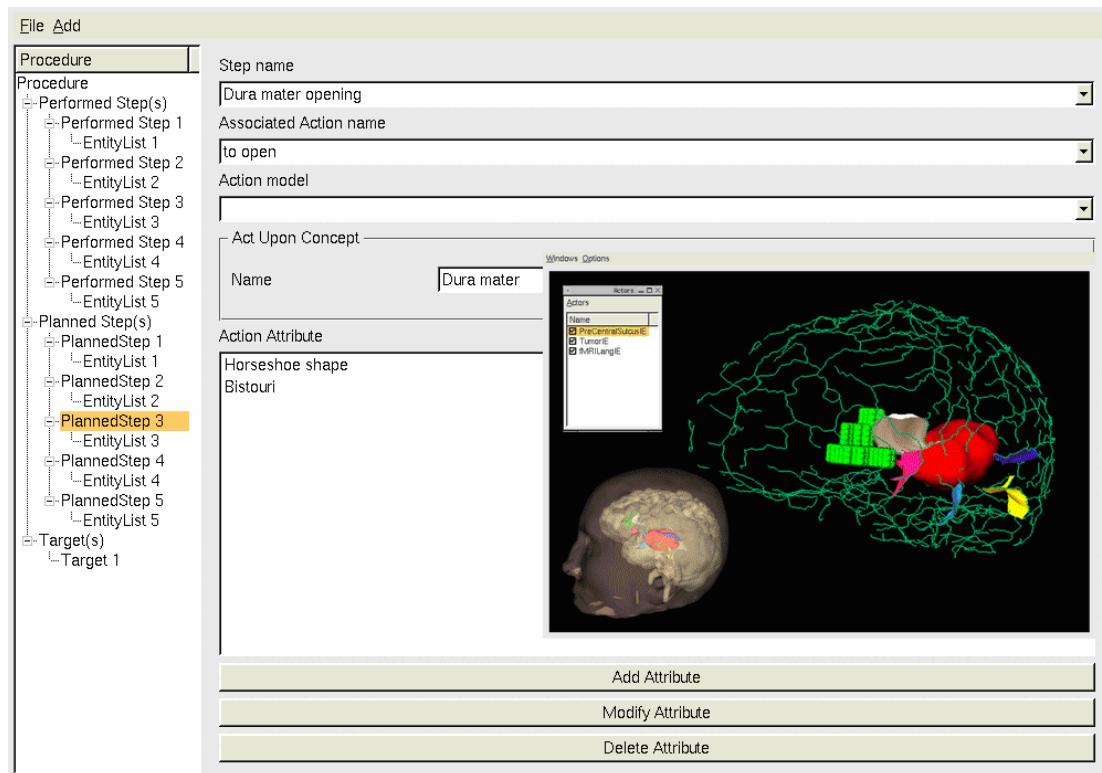 File Add
Procedure
Procedure
Performed Step(s)
Performed Step 1
EntityList 1
Performed Step 2
EntityList 2
Performed Step 3
EntityList 3
Performed Step 4
EntityList 4
Performed Step 5
EntityList 5
Planned Step(s)
PlannedStep 1
EntityList 1
PlannedStep 2
EntityList 2
PlannedStep 3
EntityList 3
PlannedStep 4
EntityList 4
PlannedStep 5
EntityList 5
Target(s)
Target 1
Step name
Dura mater opening
Associated Action name
to open
Action model
Act Upon Concept
Name
Dura mater
Action Attribute
Horseshoe shape
Bistouri
Windows Options
Actors
Actors
Name
PreCentralSulcusIE
TumorIE
fMRILangIE
Add Attribute
Modify Attribute
Delete Attribute